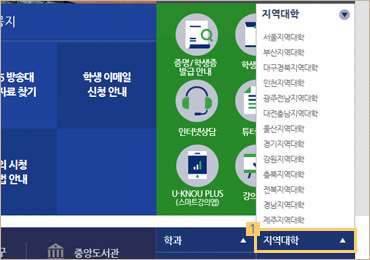 복지
방송대
자료 찾기
학생 이메일
신청 안내
시청
안내
증명/학생증
발급 안내
학생
인터넷상담
튜터
U-KNOU PLUS
(스마트강의앱)
강의
지역대학
서울지역대학
부산지역대학
대구경북지역대학
인천지역대학
광주전남지역대학
대전충남지역대학
울산지역대학
경기지역대학
강원지역대학
충북지역대학
전북지역대학
경남지역대학
제주지역대학
1
구
중앙도서관
학과
지역대학